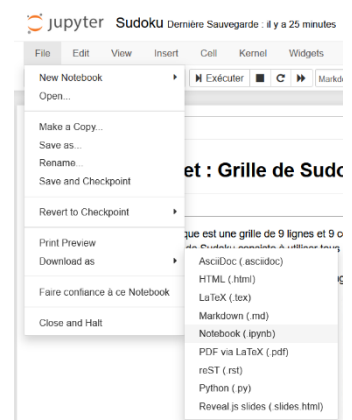 jupyter Sudoku Dernière Sauvegarde : il y a 25 minutes
File Edit View Insert Cell Kernel Widgets
Exécuter
New Notebook
Open...
Make a Copy...
Save as...
Rename...
Save and Checkpoint
et : Grille de
Revert to Checkpoint
que est une grille de 9 lignes et 9
Print Preview
Download as
AsciiDoc (.asciidoc)
HTML (.html)
Faire confiance à ce Notebook
LaTeX (.tex)
Markdown (.md)
Close and Halt
Notebook (.ipynb)
PDF via LaTeX (.pdf)
reST (.rst)
Python (.py)
Reveal.js slides (.slides.html)